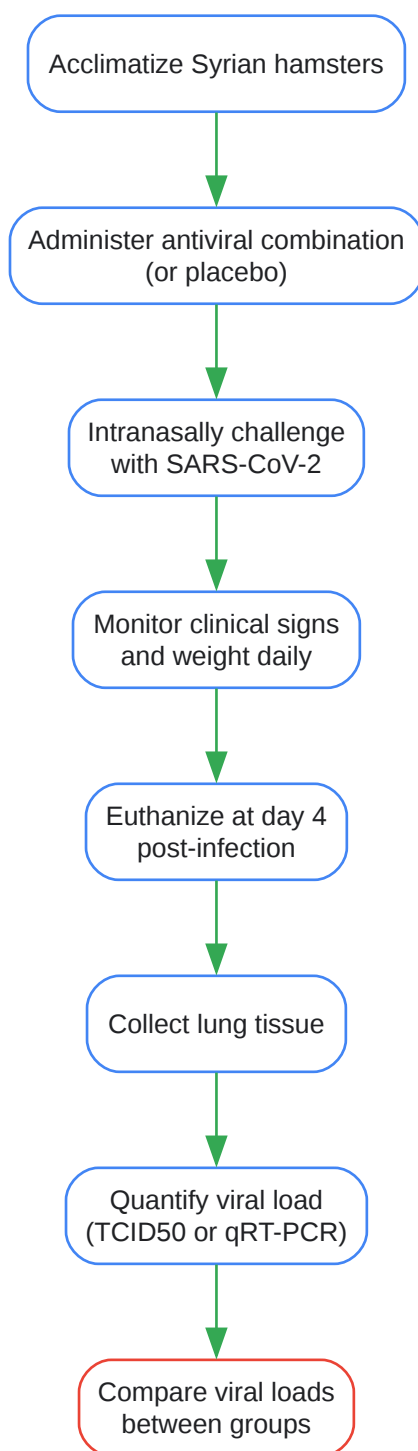 Acclimatize Syrian hamsters
Administer antiviral combination
(or placebo)
Intranasally challenge
with SARS-CoV-2
Monitor clinical signs
and weight daily
Euthanize at day 4
post-infection
Collect lung tissue
Quantify viral load
(TCID50 or qRT-PCR)
Compare viral loads
between groups